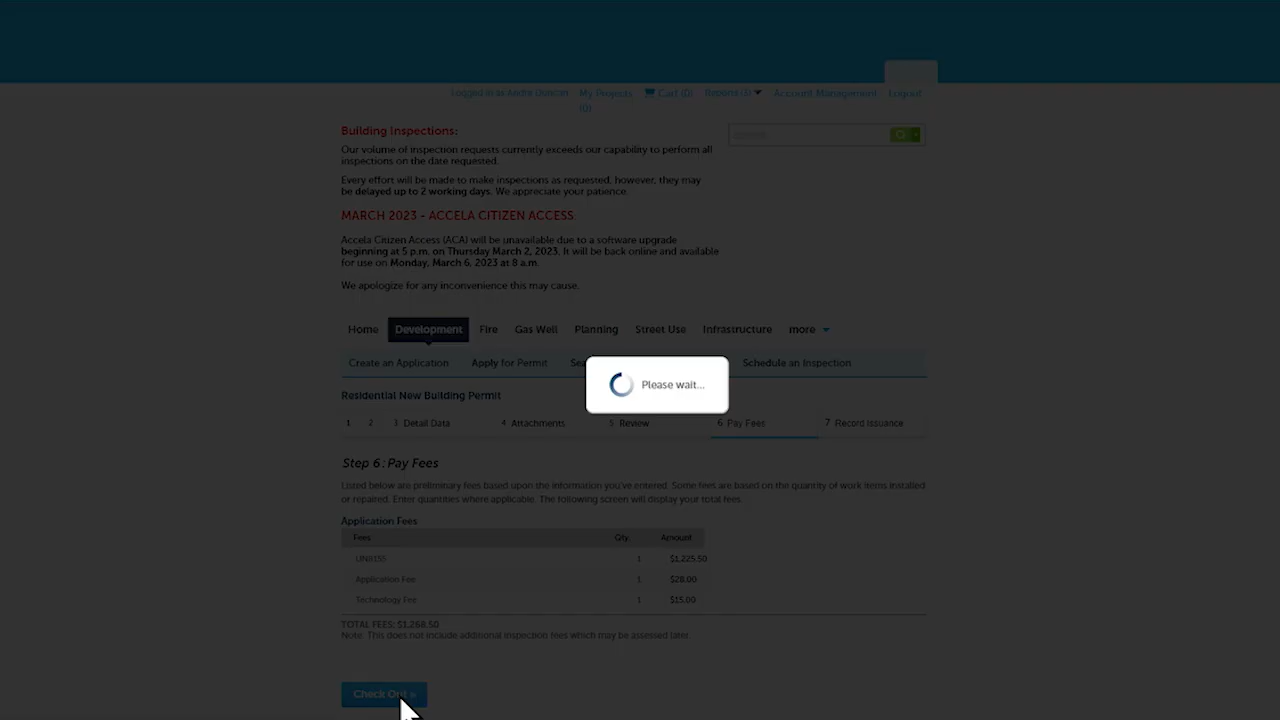 Logged in as Andre Duncan My Projects (0) Cart (0) Reports (3) Account Management Logout
Building Inspections:
Our volume of inspection requests currently exceeds our capability to perform all
inspections on the date requested.
Every effort will be made to make inspections as requested, however, they may
be delayed up to 2 working days. We appreciate your patience.
MARCH 2023 - ACCELA CITIZEN ACCESS
Accela Citizen Access (ACA) will be unavailable due to a software upgrade
beginning at 5 p.m. on Thursday March 2, 2023. It will be back online and available
for use on Monday, March 6, 2023 at 8 a.m.
We apologize for any inconvenience this may cause.
Home Development Fire Gas Well Planning Street Use Infrastructure more
Create an Application Apply for Permit Sea Schedule an Inspection
Please wait...
Residential New Building Permit
1 2 3 Detail Data 4 Attachments 5 Review 6 Pay Fees 7 Record Issuance
Step 6: Pay Fees
Listed below are preliminary fees based upon the information you've entered. Some fees are based on the quantity of work items installed
or repaired. Enter quantities where applicable. The following screen will display your total fees.
Application Fees
Fees Qty. Amount
1 $1,225.50
Application Fee 1 $28.00
Technology Fee 1 $15.00
TOTAL FEES: $1,268.50
Note: This does not include additional inspection fees which may be assessed later.
Check Out »